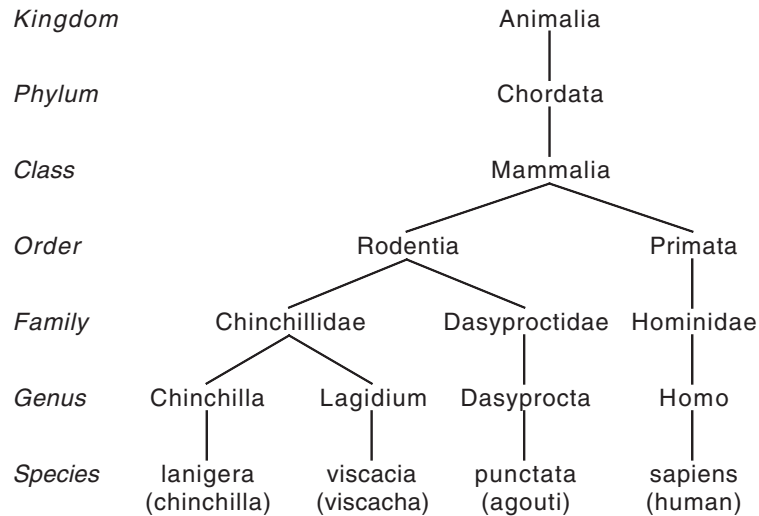 Kingdom Animalia
Phylum Chordata
Class Mammalia
Order Rodentia Primata
Family Chinchillidae Dasyproctidae Hominidae
Genus Chinchilla Lagidium Dasyprocta Homo
Species lanigera viscacia punctata sapiens
(chinchilla) (viscacha) (agouti) (human)